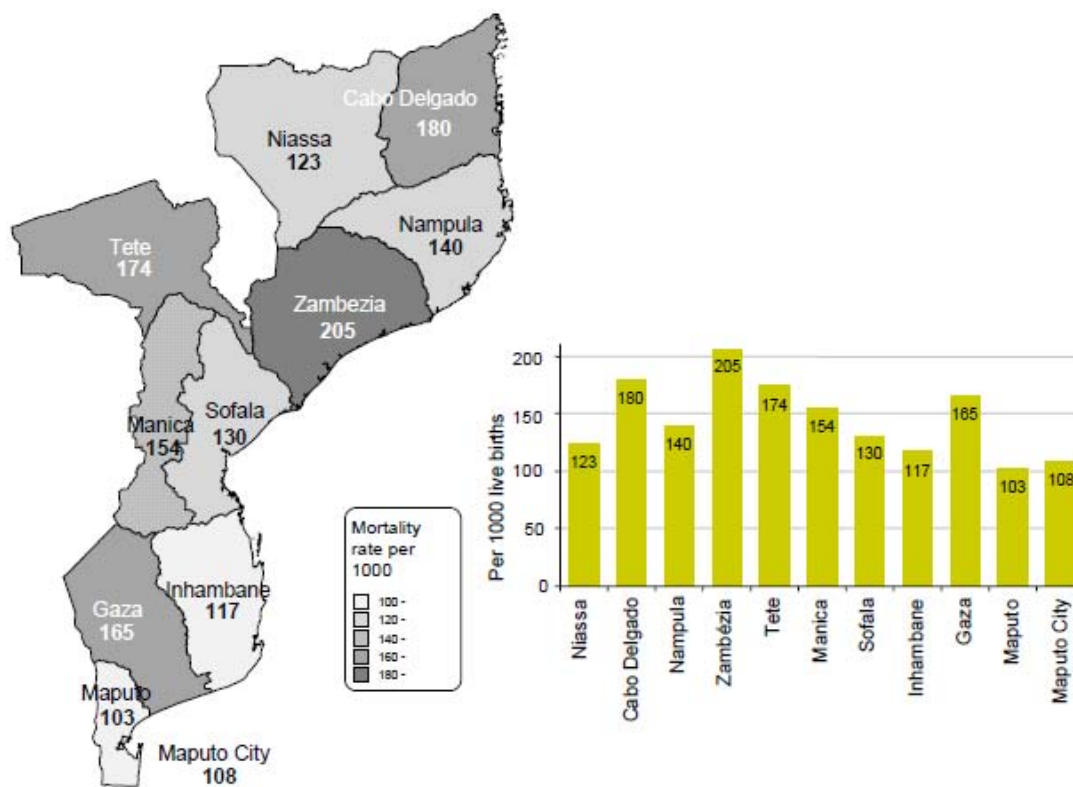 Cabo Delgado
180
Niassa
123
Nampula
140
Tete
174
Zambezia
205
Manica
154
Sofala
130
Inhambane
117
Gaza
165
Maputo
103
Maputo City
108
Mortality
rate per
1000
100 -
120 -
140 -
160 -
180 -
Per 1000 live births
200
150
100
50
0
123
180
140
205
174
154
130
117
165
103
108
Niassa
Cabo Delgado
Nampula
Zambézia
Tete
Manica
Sofala
Inhambane
Gaza
Maputo
Maputo City